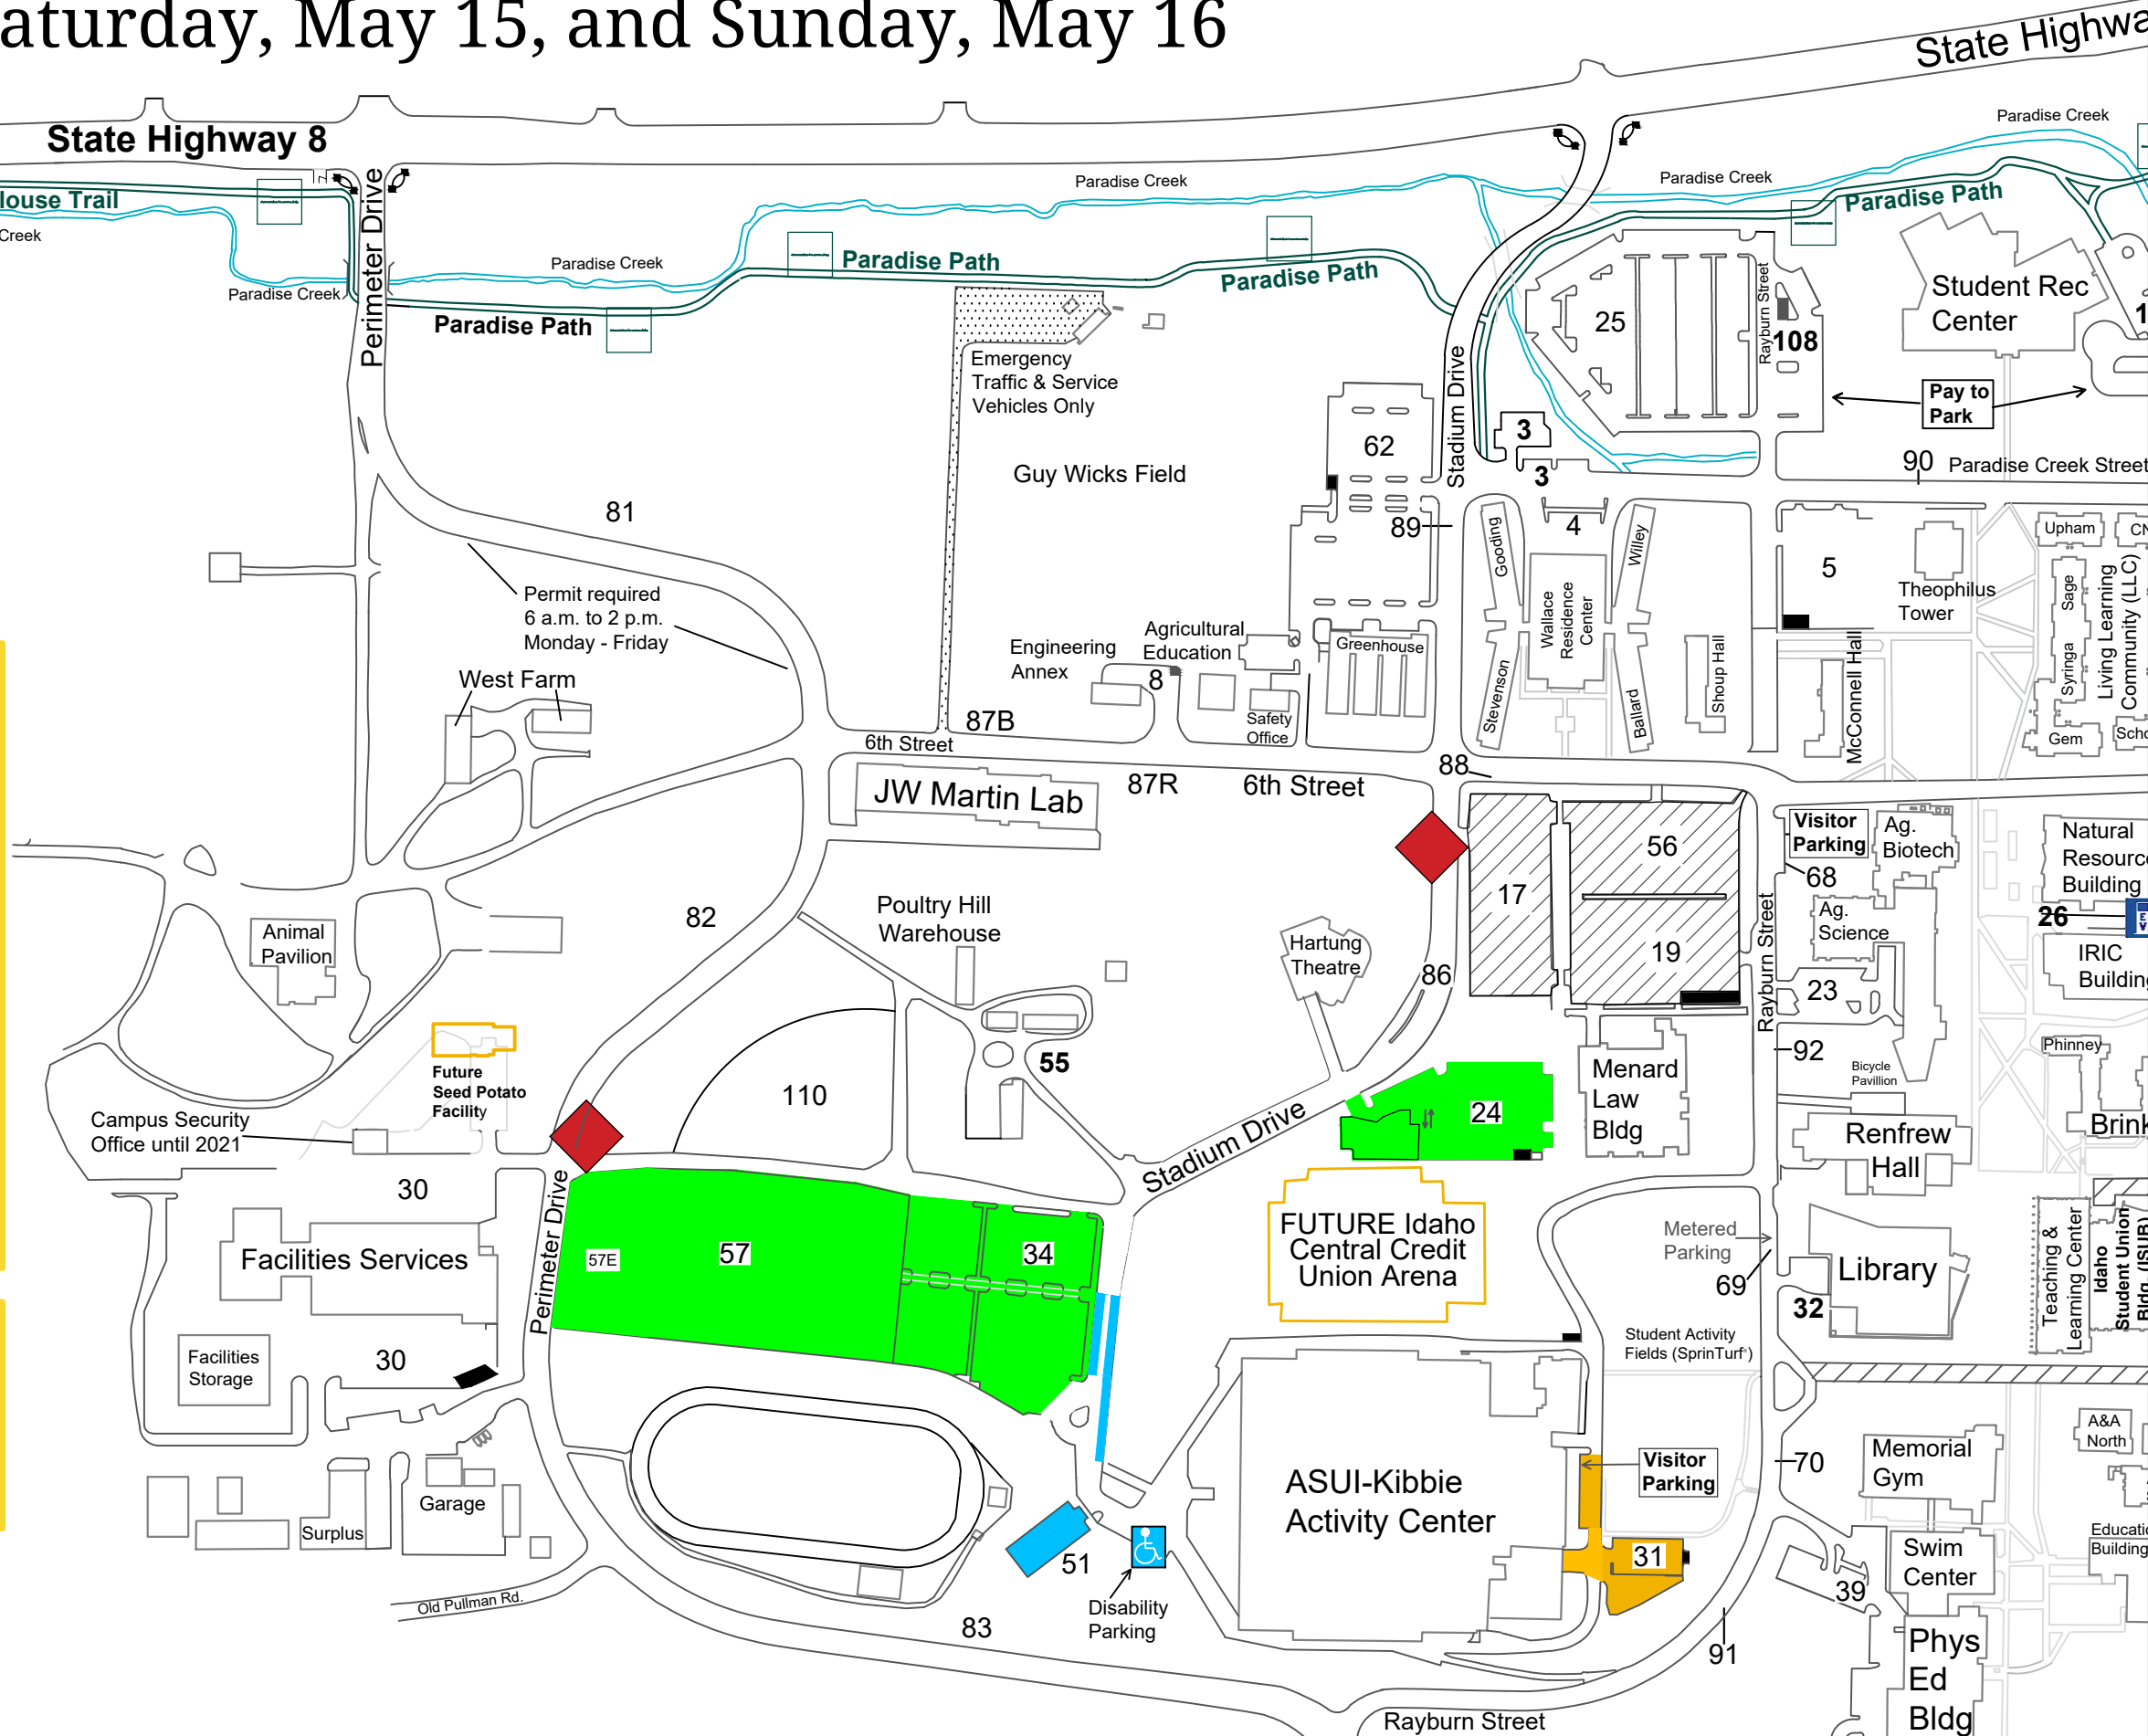 aturday, May 15, and Sunday, May 16
State Highwa
State Highway 8
Paradise Creek
Perimeter Drive
louse Trail
Creek
Paradise Creek
Paradise Creek
Paradise Path
Paradise Creek
Paradise Path
Paradise Path
Paradise Creek
Paradise Path
Student Rec
Center
25
Rayburn Street
108
1
Emergency
Traffic & Service
Vehicles Only
Stadium Drive
Pay to
Park
3
3
62
90
Paradise Creek Street
Guy Wicks Field
81
89
4
Gooding
Willey
Wallace
Residence
Center
Stevenson
Ballard
Shoup Hall
5
McConnell Hall
Theophilus
Tower
Upham
CN
Sage
Syringa
Living Learning
Community (LLC)
Gem
Scho
Permit required
6 a.m. to 2 p.m.
Monday - Friday
West Farm
Engineering
Annex
Agricultural
Education
8
Greenhouse
Safety
Office
87B
6th Street
87R
6th Street
88
JW Martin Lab
Visitor
Parking
Ag.
Biotech
68
Natural
Resourc
Building
17
56
19
Rayburn Street
Ag.
Science
26
E
V
IRIC
Building
23
82
Poultry Hill
Warehouse
Hartung
Theatre
86
Animal
Pavilion
Future
Seed Potato
Facility
55
110
92
Bicycle
Pavillion
Phinney
Menard
Law
Bldg
24
Renfrew
Hall
Brink
Campus Security
Office until 2021
Stadium Drive
30
Perimeter Drive
57E
57
34
FUTURE Idaho
Central Credit
Union Arena
Metered
Parking
69
Library
32
Teaching &
Learning Center
Idaho
Student Union
Bldg. (ISUB)
Facilities Services
Student Activity
Fields (SprinTurf)
Facilities
Storage
30
ASUI-Kibbie
Activity Center
Visitor
Parking
70
Memorial
Gym
A&A
North
Garage
Surplus
51
31
Swim
Center
Educatio
Building
39
Old Pullman Rd.
Disability
Parking
83
91
Phys
Ed
Bldg
Rayburn Street